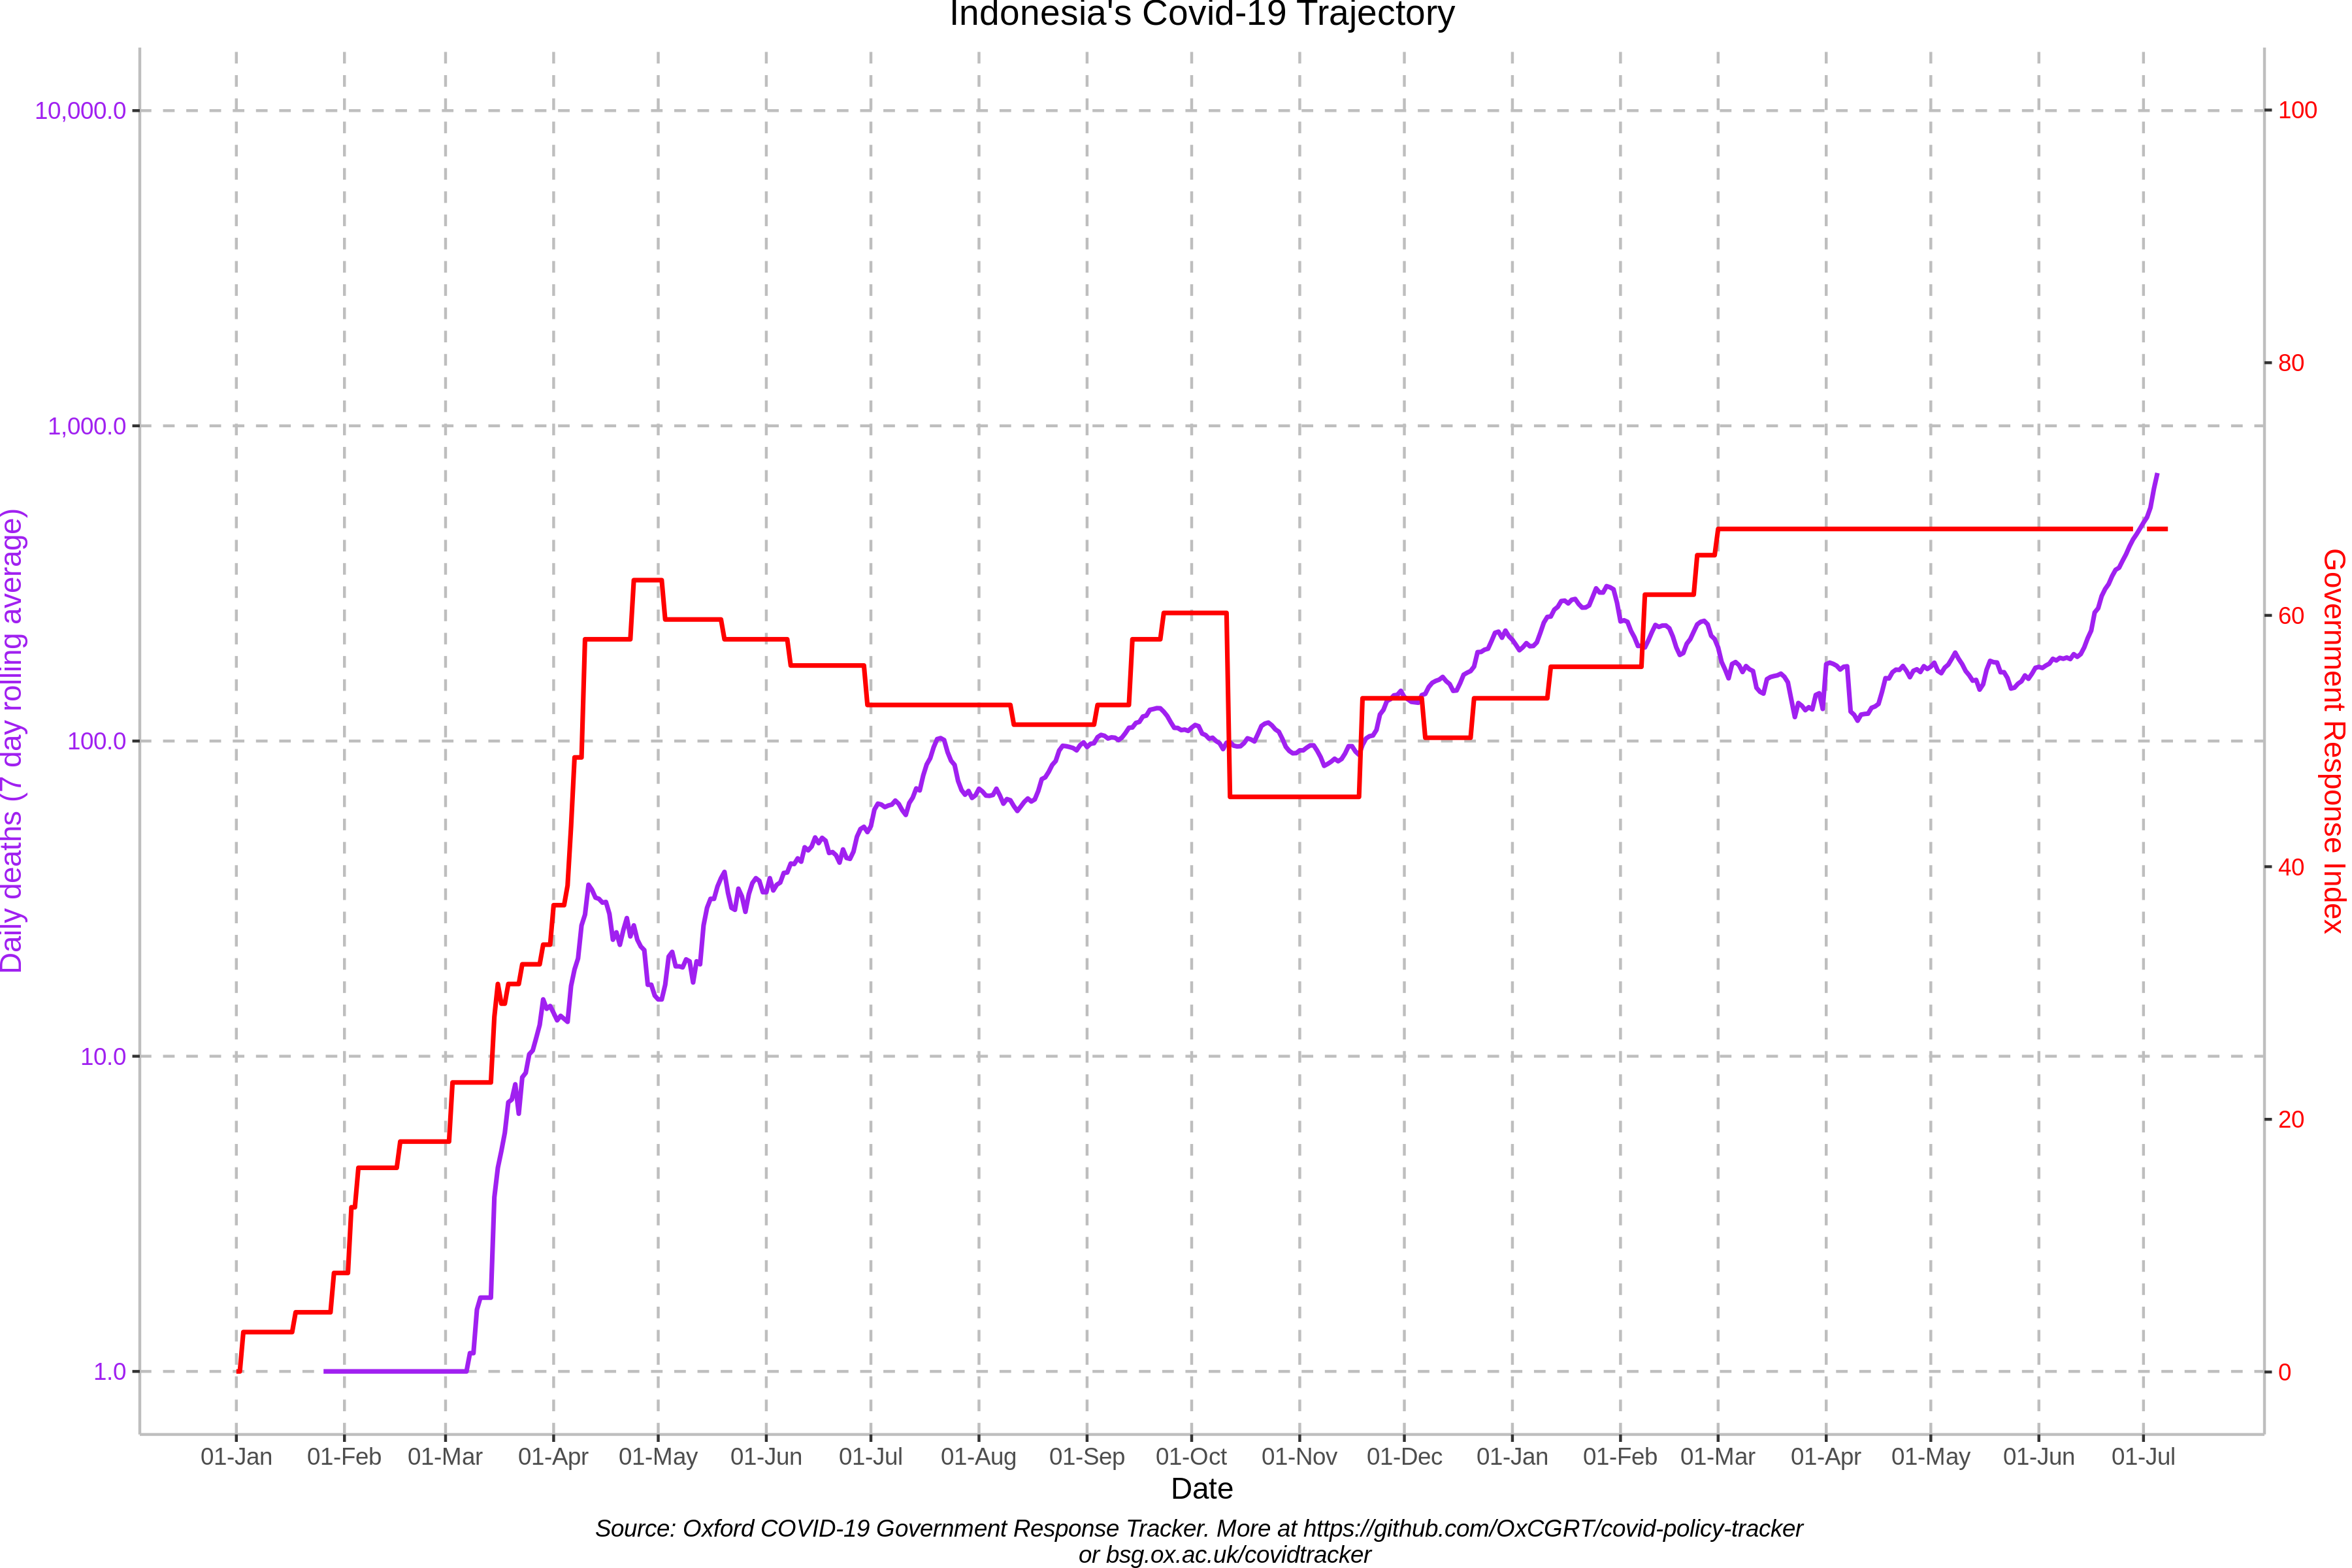 Indonesia's Covid-19 Trajectory
10,000.0
1,000.0
100.0
10.0
1.0
Daily deaths (7 day rolling average)
100
80
60
40
20
0
Government Response Index
01-Jan 01-Feb 01-Mar 01-Apr 01-May 01-Jun 01-Jul 01-Aug 01-Sep 01-Oct 01-Nov 01-Dec 01-Jan 01-Feb 01-Mar 01-Apr 01-May 01-Jun 01-Jul
Date
Source: Oxford COVID-19 Government Response Tracker. More at https://github.com/OxCGRT/covid-policy-tracker
or bsg.ox.ac.uk/covidtracker